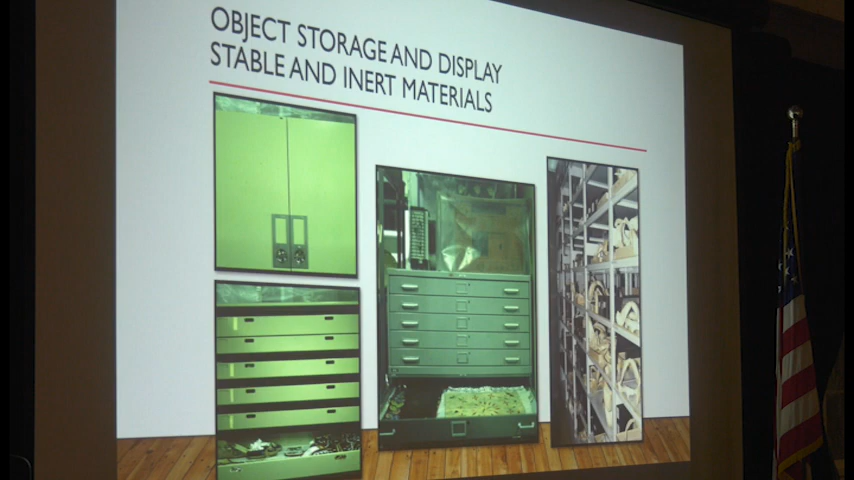 OBJECT STORAGE AND DISPLAY
STABLE AND INERT MATERIALS